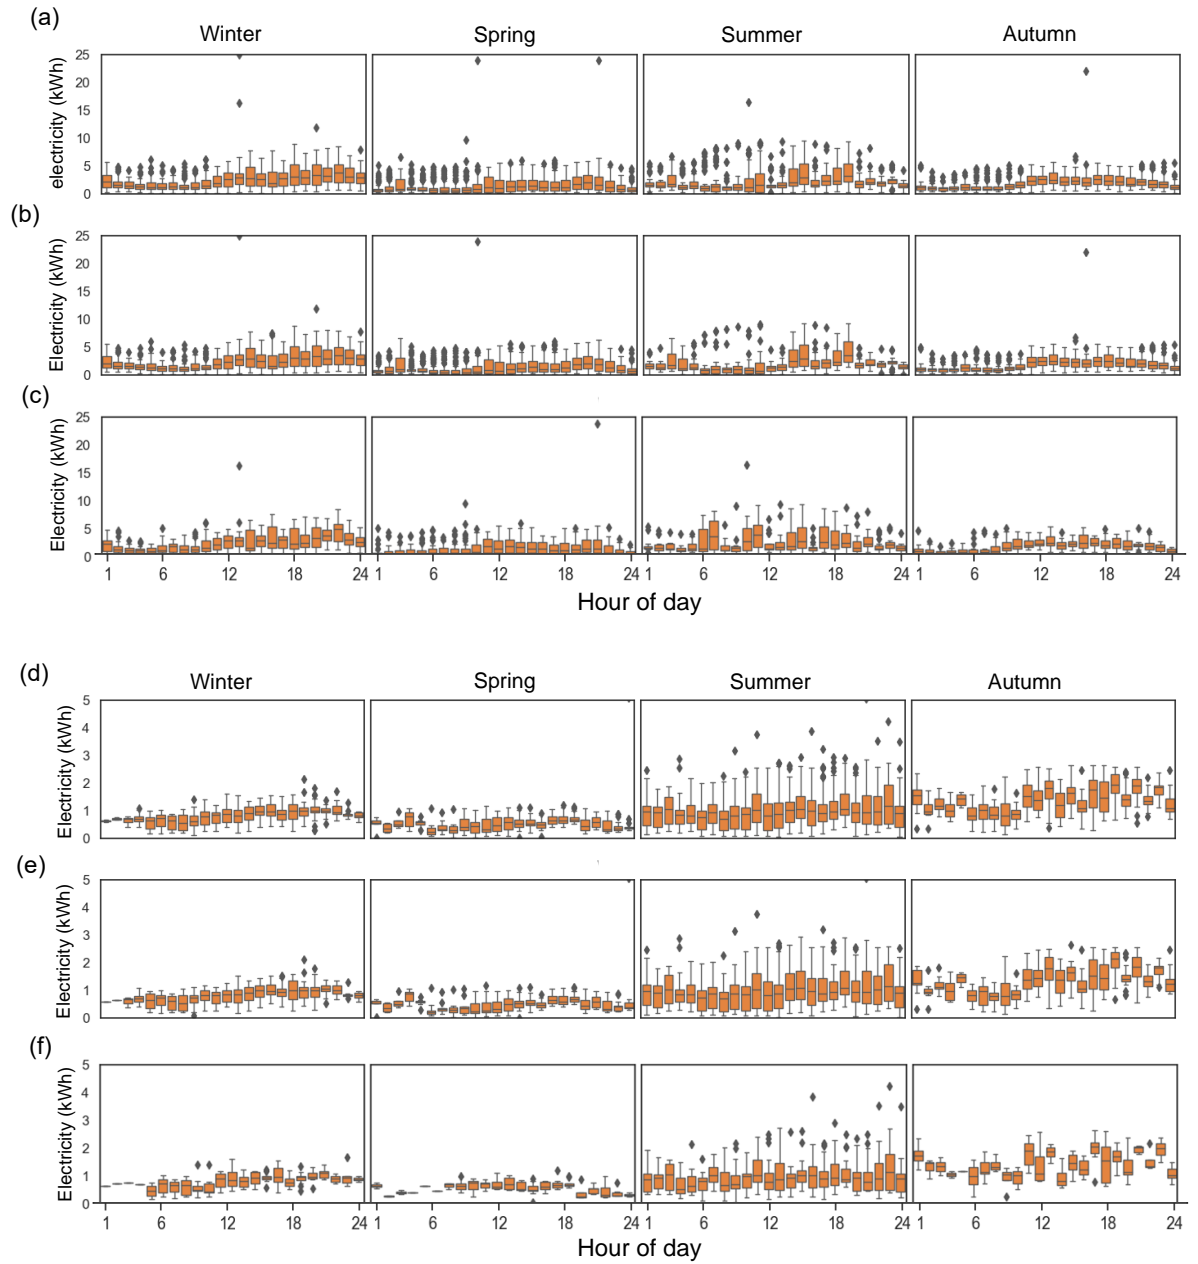 (a)
Winter Spring Summer Autumn
electricity (kWh)
25
20
15
10
5
0
(b)
Electricity (kWh)
25
20
15
10
5
0
(c)
Electricity (kWh)
25
20
15
10
5
0
1 6 12 18 24 1 6 12 18 24 1 6 12 18 24 1 6 12 18 24
Hour of day
(d)
Winter Spring Summer Autumn
Electricity (kWh)
5
4
3
2
1
0
(e)
Electricity (kWh)
5
4
3
2
1
0
(f)
Electricity (kWh)
5
4
3
2
1
0
1 6 12 18 24 1 6 12 18 24 1 6 12 18 24 1 6 12 18 24
Hour of day